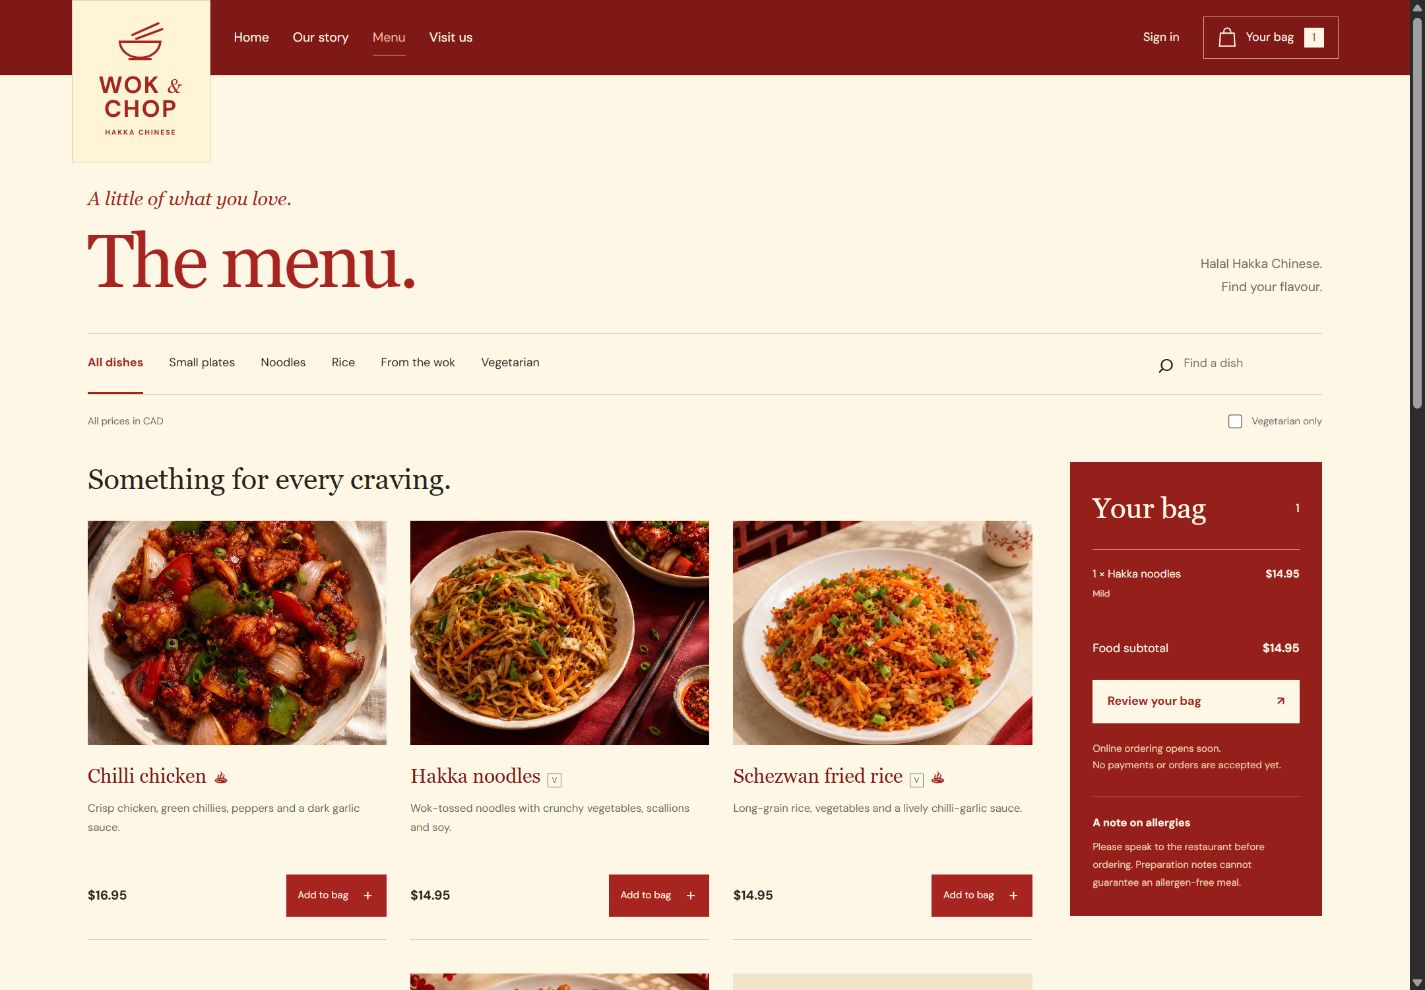 WOK &
CHOP
HAKKA CHINESE
Home
Our story
Menu
Visit us
Sign in
Your bag
1
A little of what you love.
The menu.
Halal Hakka Chinese.
Find your flavour.
All dishes
Small plates
Noodles
Rice
From the wok
Vegetarian
Find a dish
All prices in CAD
Vegetarian only
Something for every craving.
Chilli chicken
Crisp chicken, green chillies, peppers and a dark garlic
sauce.
$16.95
Add to bag +
Hakka noodles V
Wok-tossed noodles with crunchy vegetables, scallions
and soy.
$14.95
Add to bag +
Schezwan fried rice V
Long-grain rice, vegetables and a lively chilli-garlic sauce.
$14.95
Add to bag +
Your bag
1
1 × Hakka noodles
$14.95
Mild
Food subtotal
$14.95
Review your bag
Online ordering opens soon.
No payments or orders are accepted yet.
A note on allergies
Please speak to the restaurant before
ordering. Preparation notes cannot
guarantee an allergen-free meal.